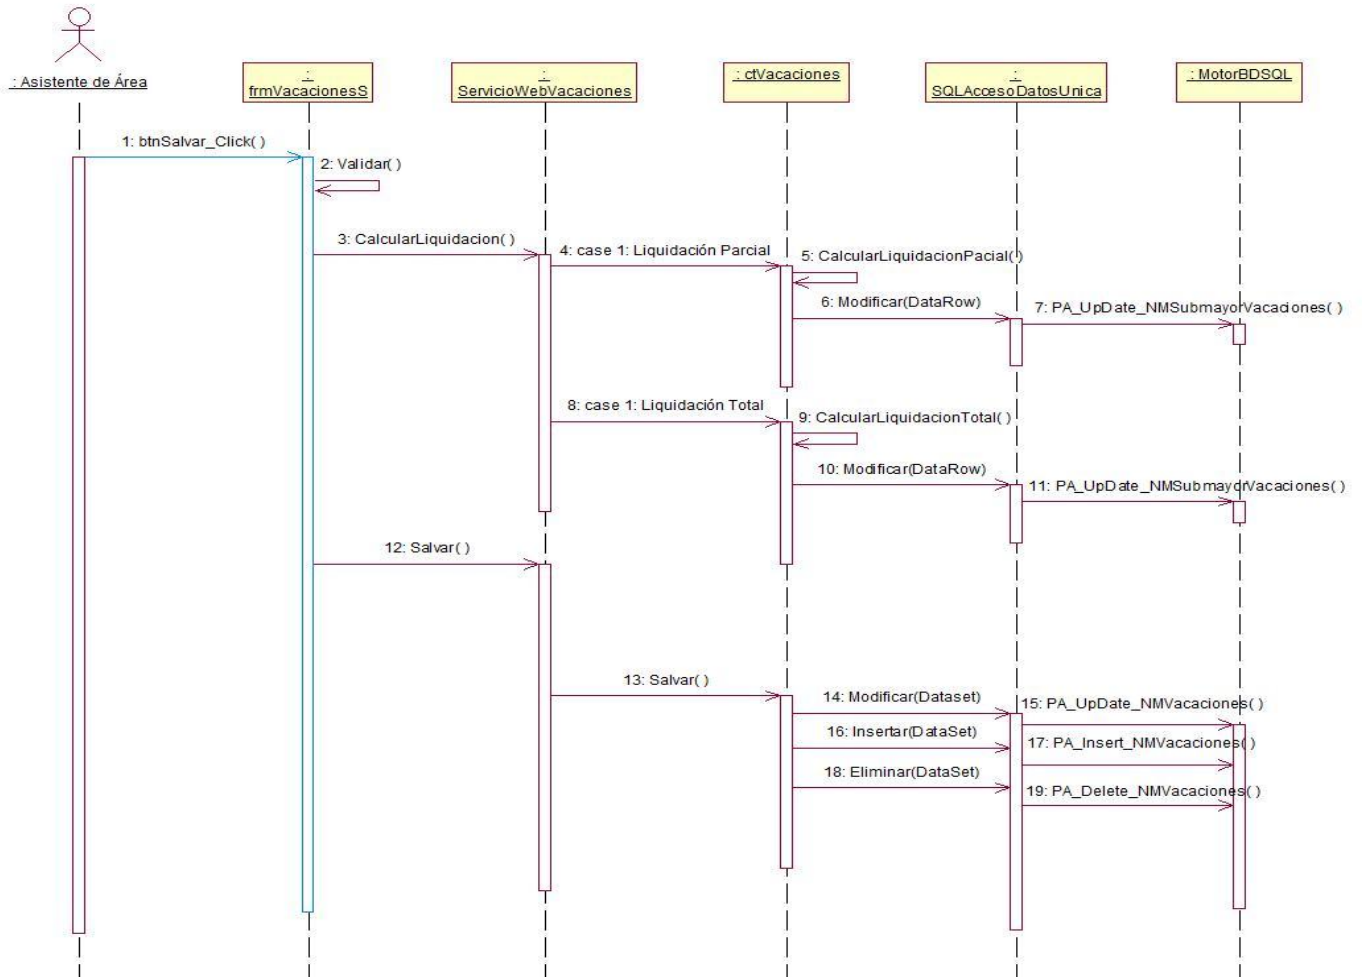 : Asistente de Área
:
frmVacacionesS
:
ServicioWebVacaciones
: ctVacaciones
:
SQLAccesoDatosUnica
: MotorBDSQL
1: btnSalvar_Click( )
2: Validar( )
3: CalcularLiquidacion( )
4: case 1: Liquidación Parcial
5: CalcularLiquidacionPacial( )
6: Modificar(DataRow)
7: PA_UpDate_NMSubmayorVacaciones( )
8: case 1: Liquidación Total
9: CalcularLiquidacionTotal( )
10: Modificar(DataRow)
11: PA_UpDate_NMSubmayorVacaciones( )
12: Salvar( )
13: Salvar( )
14: Modificar(Dataset)
15: PA_UpDate_NMVacaciones( )
16: Insertar(DataSet)
17: PA_Insert_NMVacaciones( )
18: Eliminar(DataSet)
19: PA_Delete_NMVacaciones( )